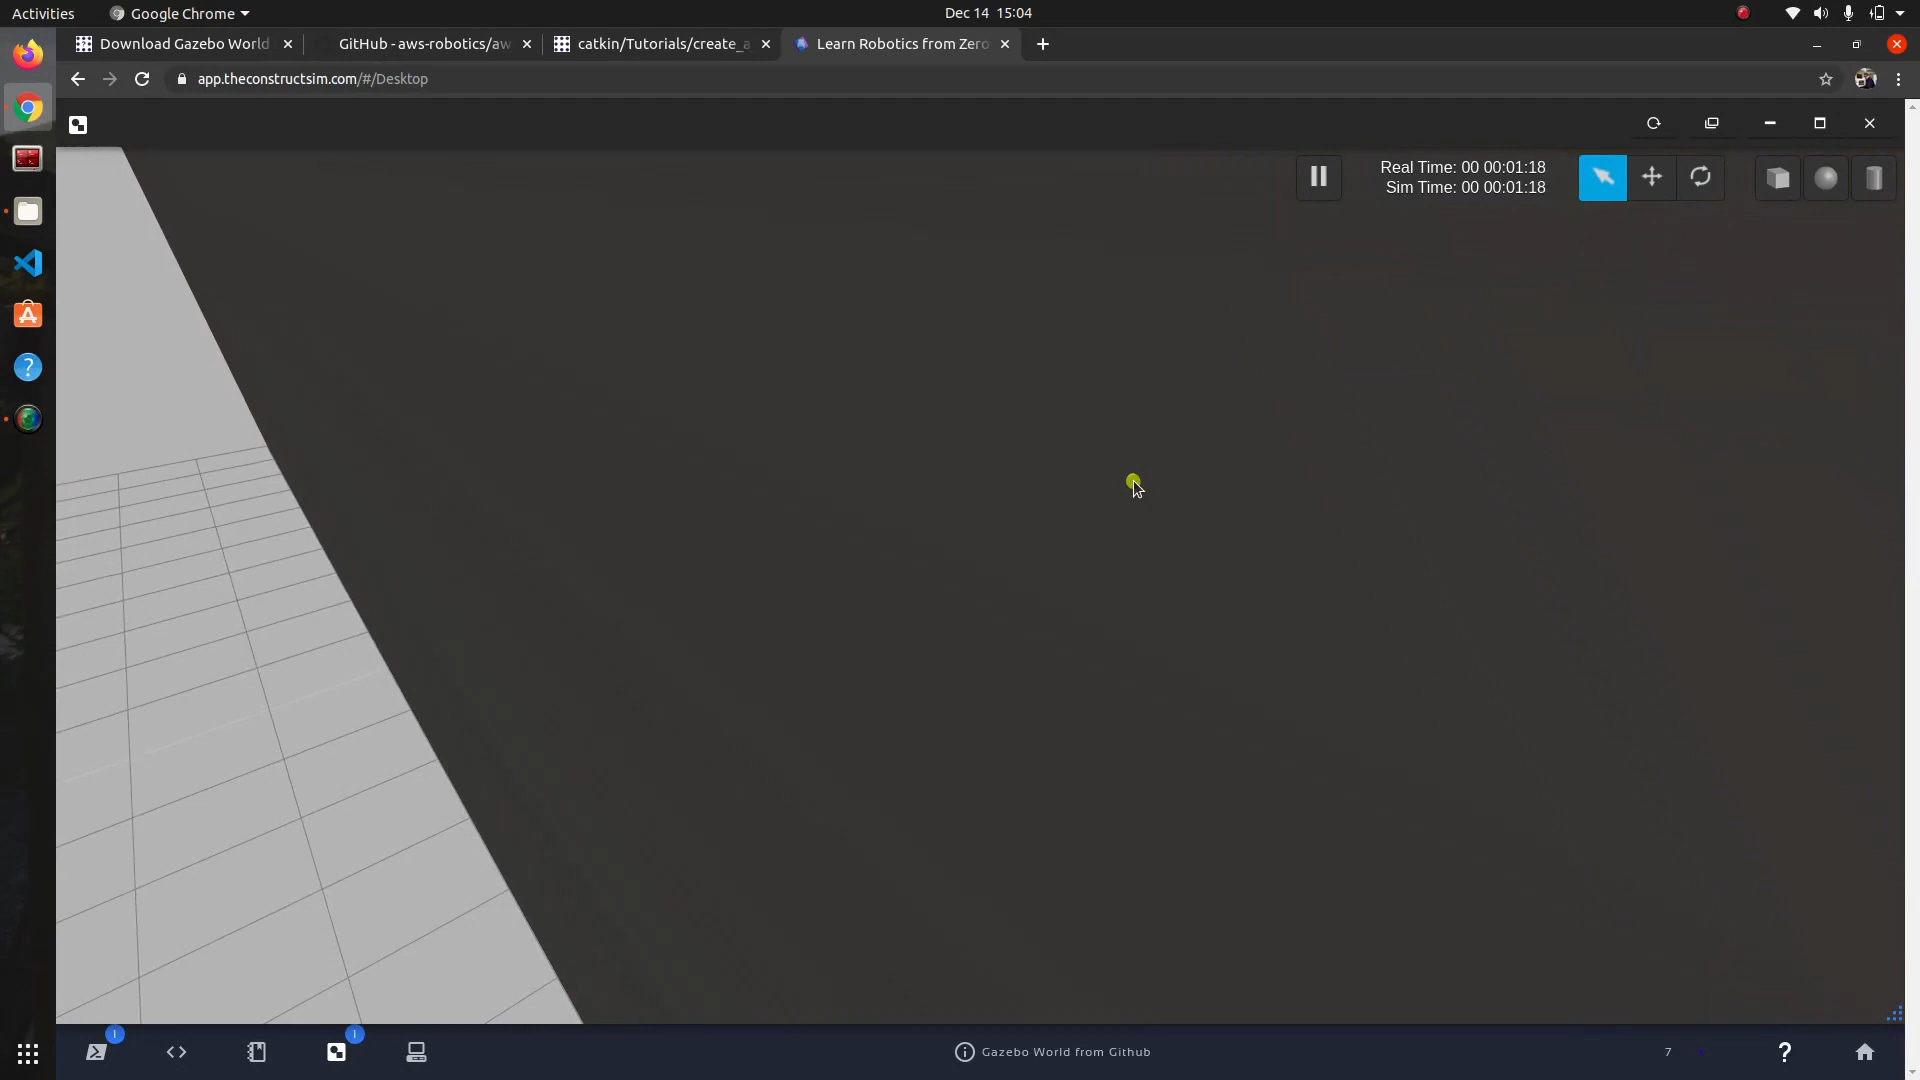 Activities
Google Chrome
Dec 14 15:04
Download Gazebo World
GitHub - aws-robotics/aw
catkin/Tutorials/create_a
Learn Robotics from Zero
app.theconstructsim.com/#/Desktop
Real Time: 00 00:01:18
Sim Time: 00 00:01:18
1
1
Gazebo World from Github
7
?